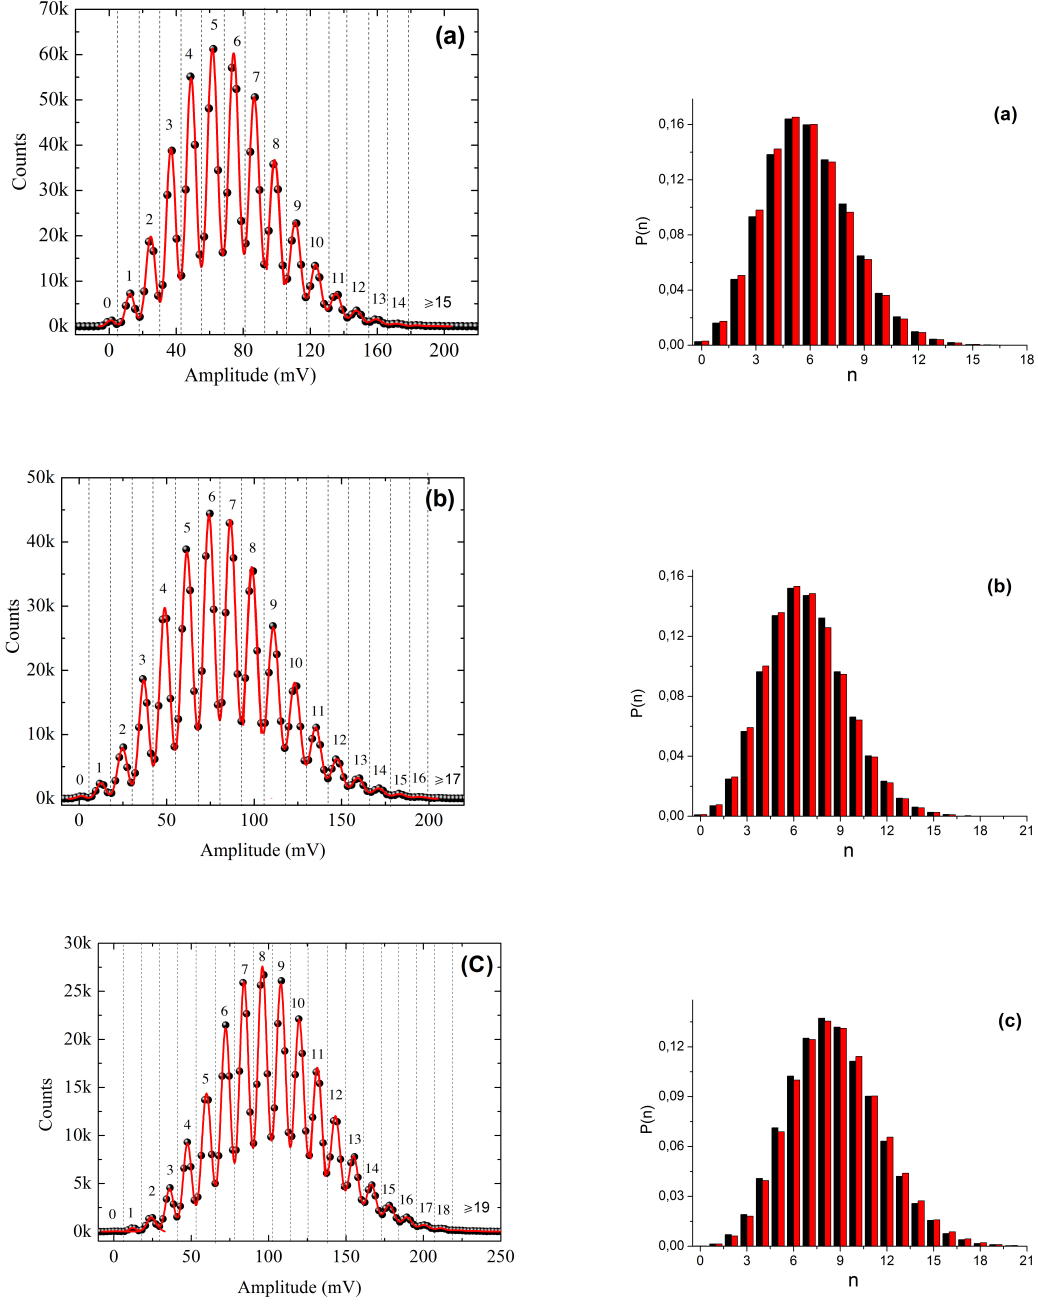 70k
60k
50k
40k
30k
20k
10k
0k
Counts
(a)
0 1 2 3 4 5 6 7 8 9 10 11 12 13 14 ≥15
0 40 80 120 160 200
Amplitude (mV)
(a)
0,16
0,12
0,08
0,04
0,00
P(n)
0 3 6 9 12 15 18
n
50k
40k
30k
20k
10k
0k
Counts
(b)
0 1 2 3 4 5 6 7 8 9 10 11 12 13 14 15 16 ≥17
0 50 100 150 200
Amplitude (mV)
(b)
0,16
0,12
0,08
0,04
0,00
P(n)
0 3 6 9 12 15 18 21
n
30k
25k
20k
15k
10k
5k
0k
Counts
(C)
0 1 2 3 4 5 6 7 8 9 10 11 12 13 14 15 16 17 18 ≥19
0 50 100 150 200 250
Amplitude (mV)
(c)
0,12
0,09
0,06
0,03
0,00
P(n)
0 3 6 9 12 15 18 21
n